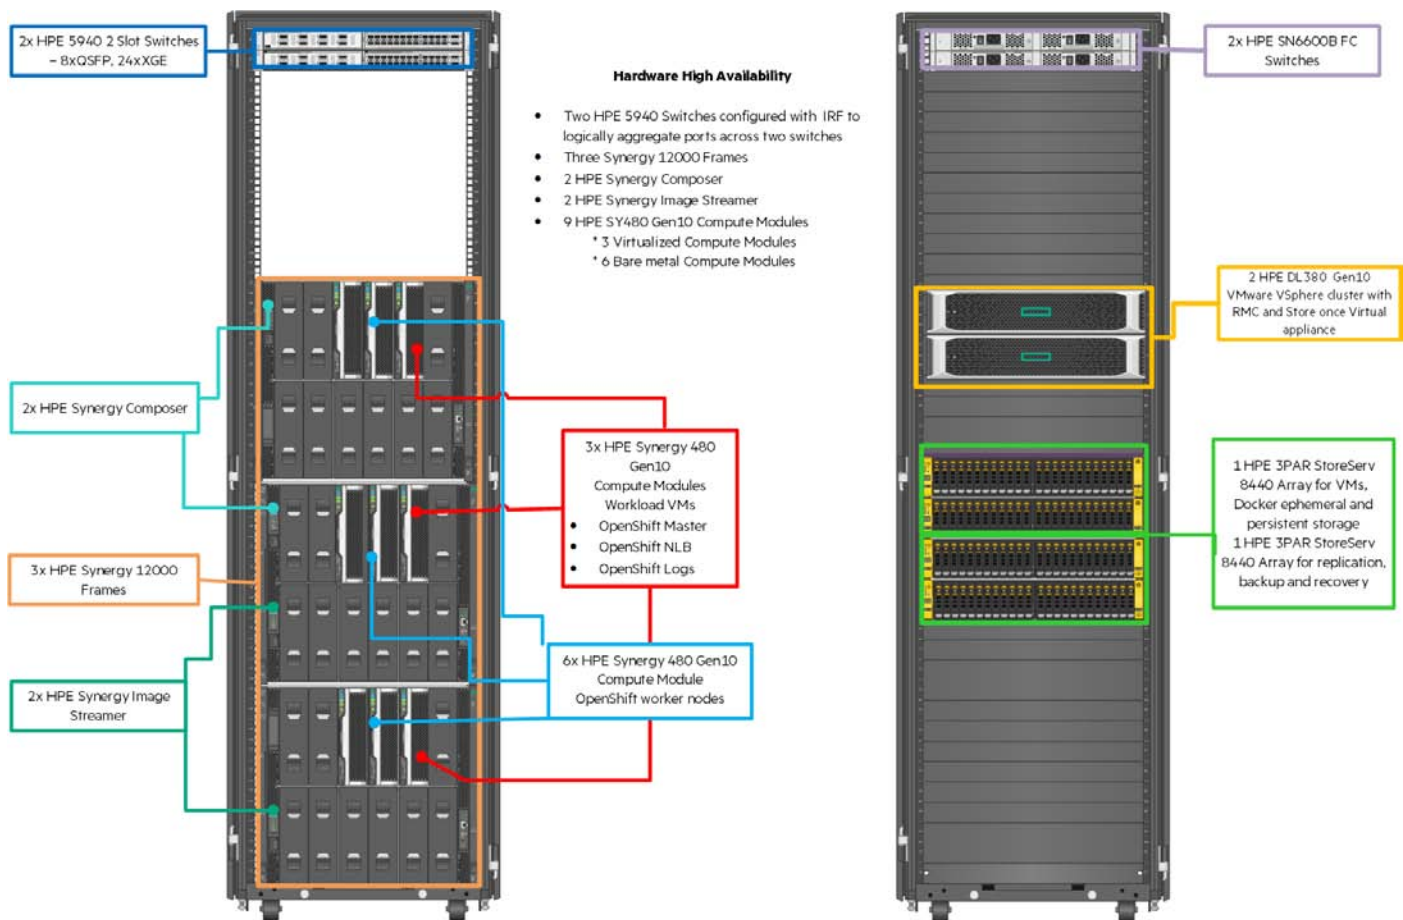 2x HPE 5940 2 Slot Switches
– 8xQSFP, 24xXGE
2x HPE Synergy Composer
3x HPE Synergy 12000
Frames
2x HPE Synergy Image
Streamer
Hardware High Availability
• Two HPE 5940 Switches configured with IRF to
logically aggregate ports across two switches
• Three Synergy 12000 Frames
• 2 HPE Synergy Composer
• 2 HPE Synergy Image Streamer
• 9 HPE SY480 Gen10 Compute Modules
* 3 Virtualized Compute Modules
* 6 Bare metal Compute Modules
3x HPE Synergy 480
Gen10
Compute Modules
Workload VMs
• OpenShift Master
• OpenShift NLB
• OpenShift Logs
6x HPE Synergy 480 Gen10
Compute Module
OpenShift worker nodes
2x HPE SN6600B FC
Switches
2 HPE DL380 Gen10
VMware VSphere cluster with
RMC and Store once Virtual
appliance
1 HPE 3PAR StoreServ
8440 Array for VMs,
Docker ephemeral and
persistent storage
1 HPE 3PAR StoreServ
8440 Array for replication,
backup and recovery